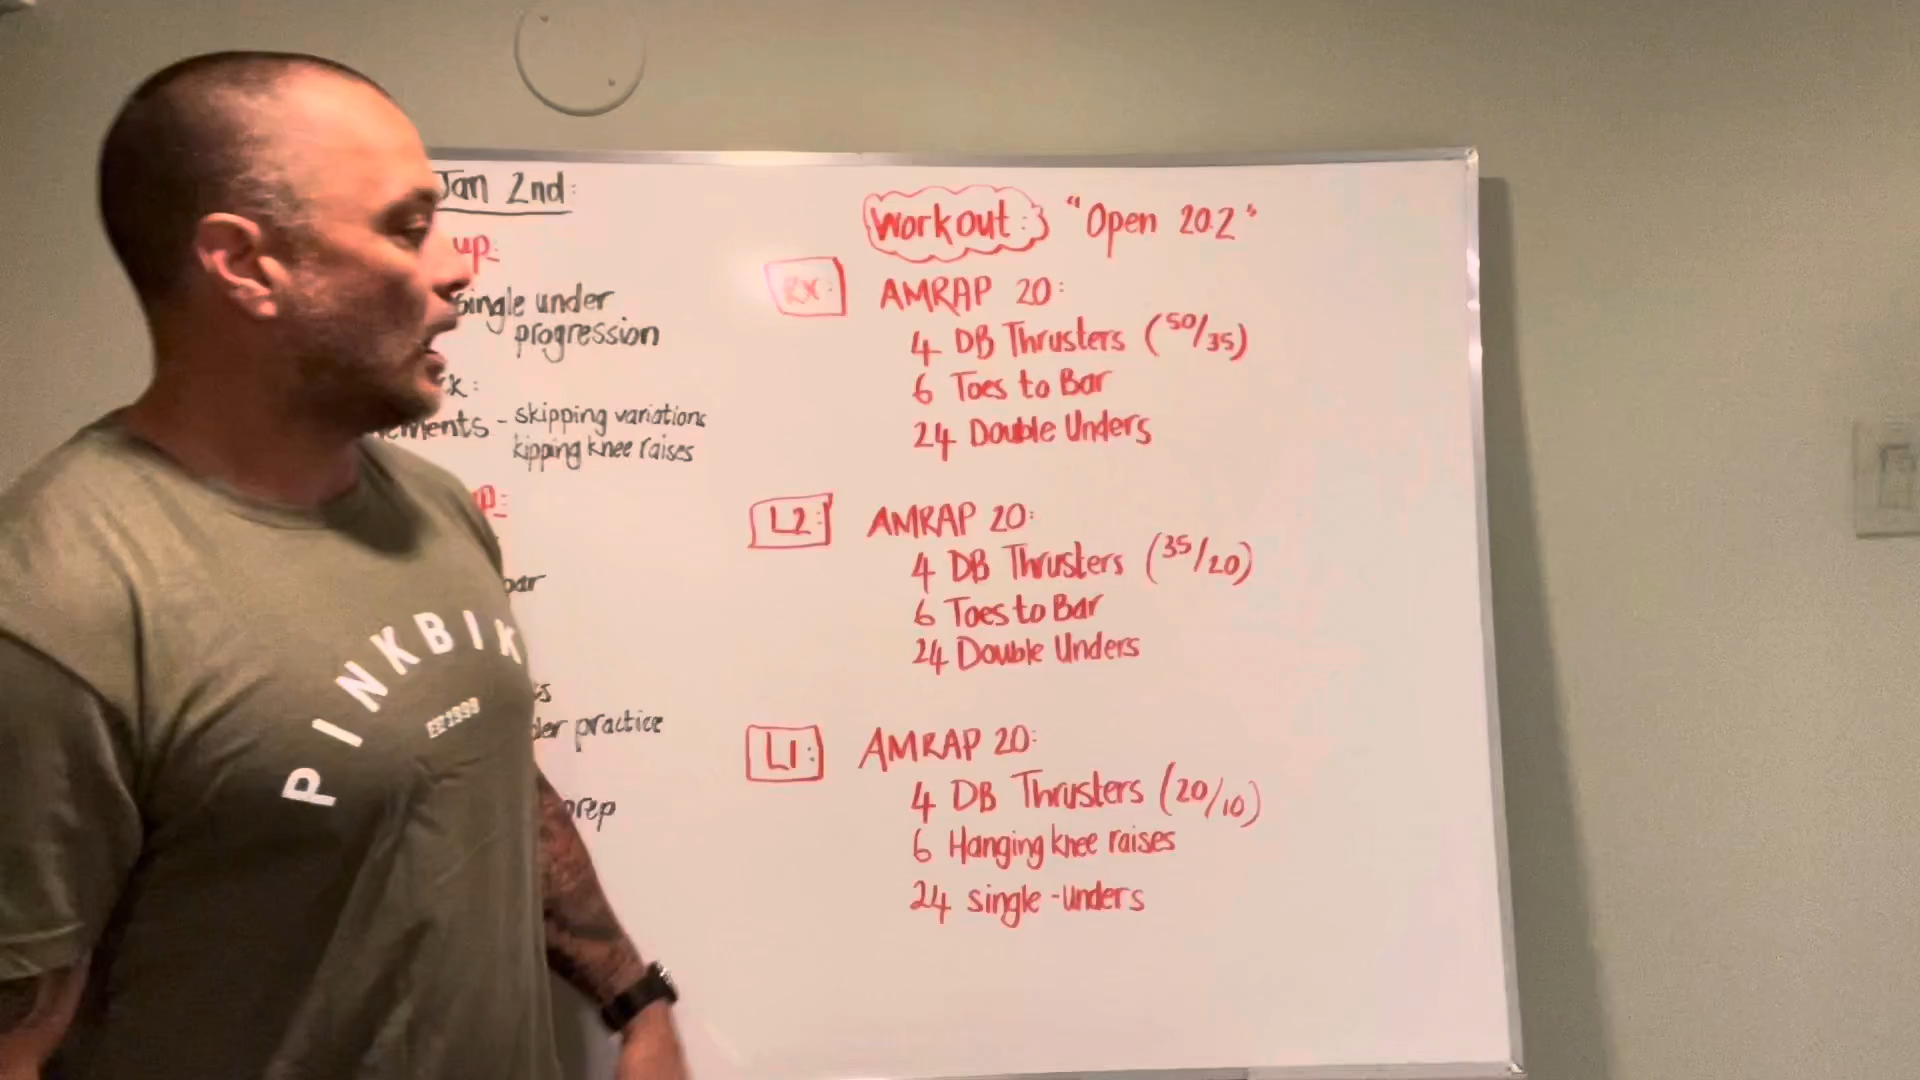 Jan 2nd:
up:
Single under
progression
k:
ements - skipping variations
kipping knee raises
p:
bar
s
der practice
prep
Workout: "Open 20.2"
RX: AMRAP 20:
4 DB Thrusters (50/35)
6 Toes to Bar
24 Double Unders
L2: AMRAP 20:
4 DB Thrusters (35/20)
6 Toes to Bar
24 Double Unders
L1: AMRAP 20:
4 DB Thrusters (20/10)
6 Hanging knee raises
24 single-unders
PINKBIK